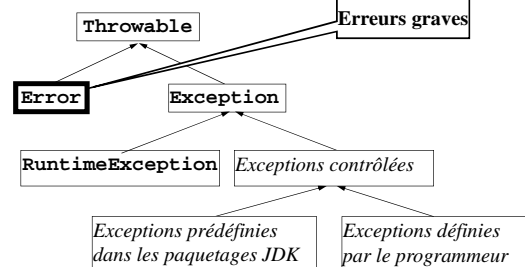 Throwable
Erreurs graves
Error
Exception
RuntimeException
Exceptions contrôlées
Exceptions prédéfinies
dans les paquetages JDK
Exceptions définies
par le programmeur